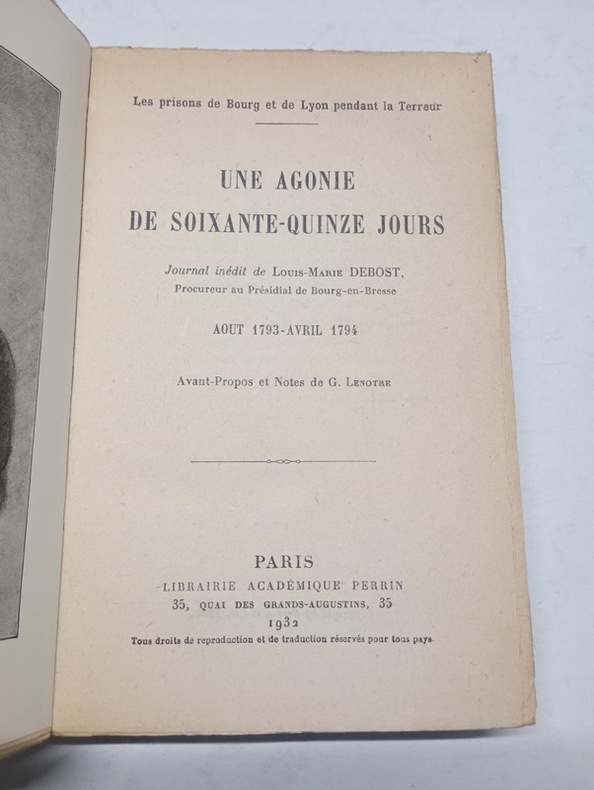 Les prisons de Bourg et de Lyon pendant la Terreur
UNE AGONIE
DE SOIXANTE-QUINZE JOURS
Journal inédit de LOUIS-MARIE DEBOST,
Procureur au Présidial de Bourg-en-Bresse
AOUT 1793-AVRIL 1794
Avant-Propos et Notes de G. LENOTRE
PARIS
LIBRAIRIE ACADÉMIQUE PERRIN
35, QUAI DES GRANDS-AUGUSTINS, 35
1932
Tous droits de reproduction et de traduction réservés pour tous pays.